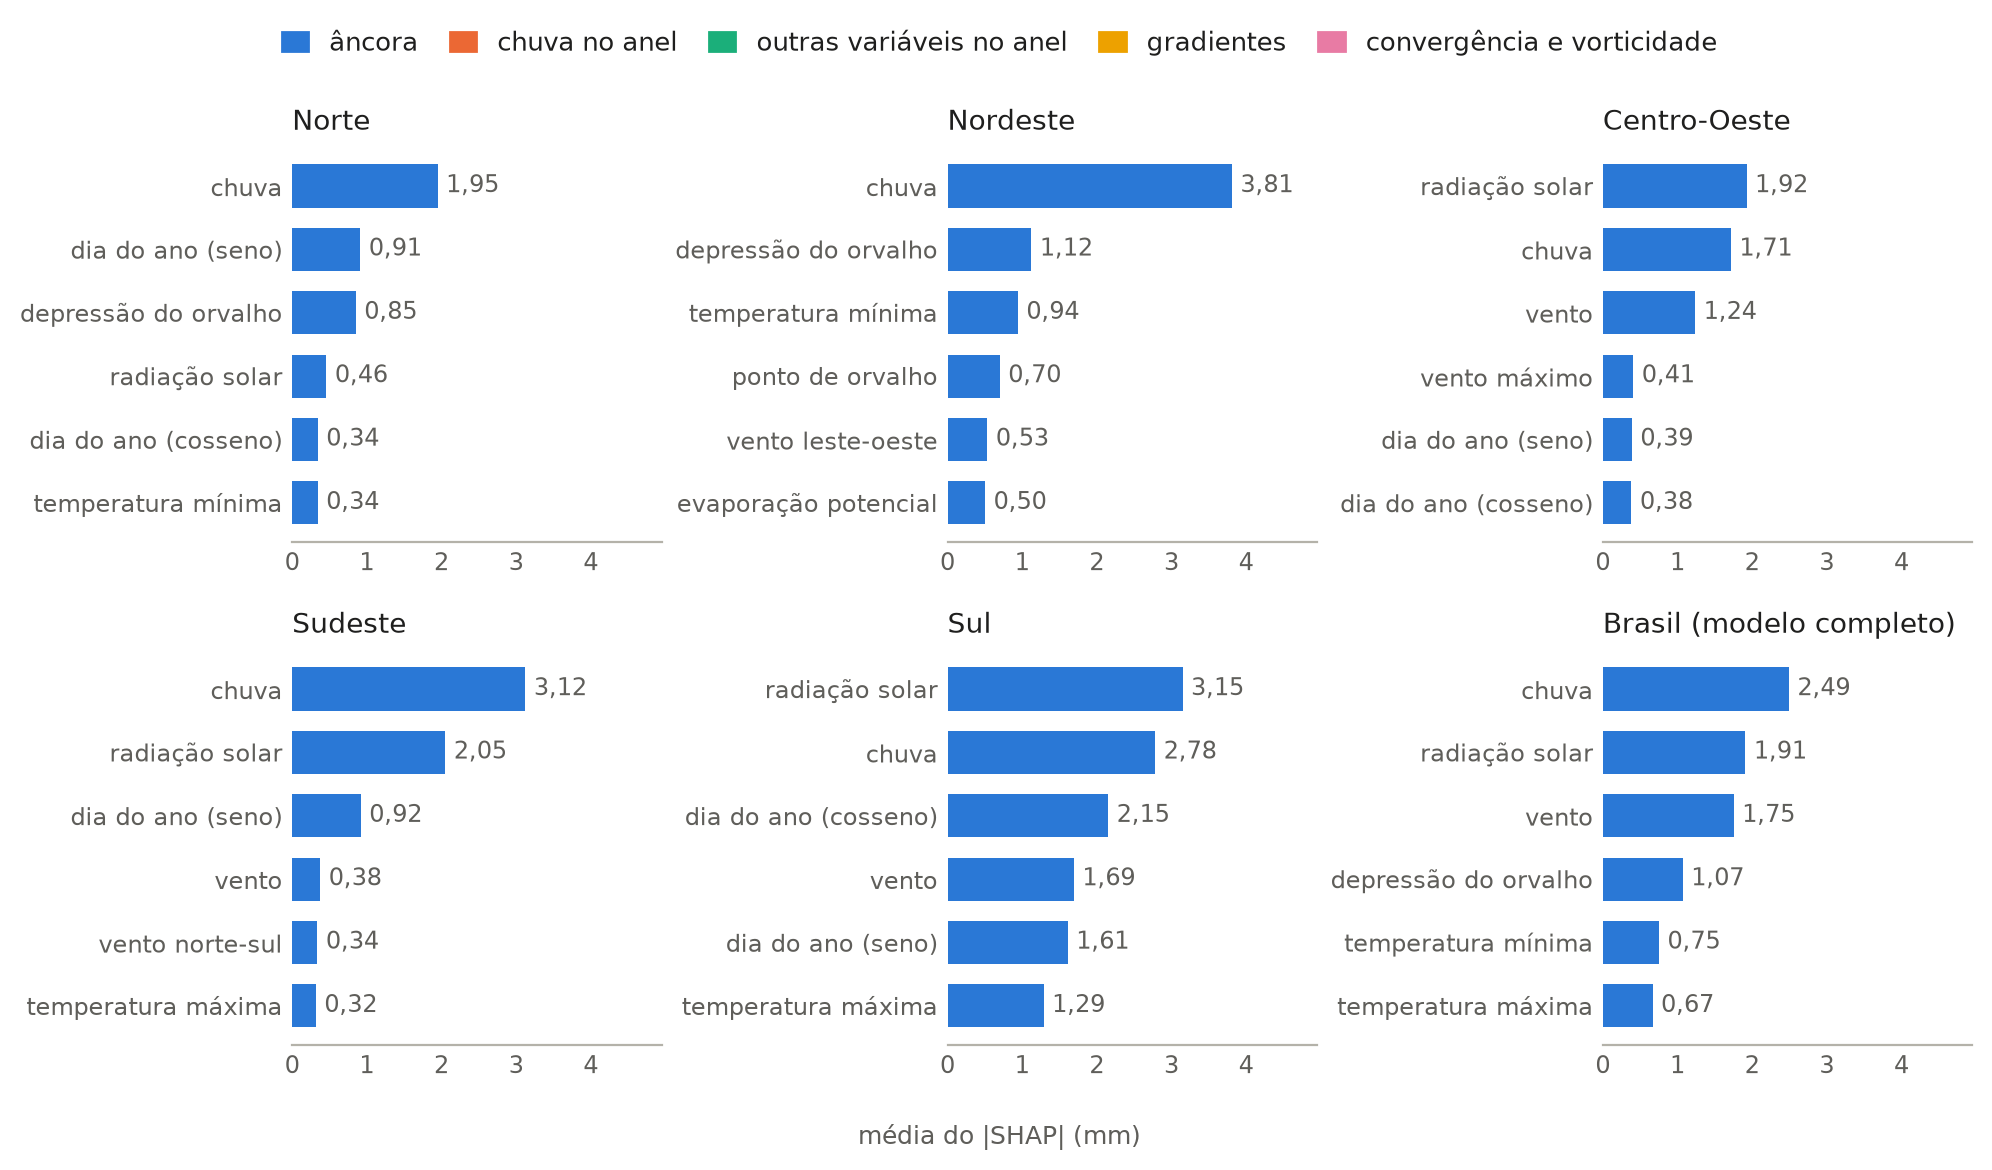 âncora chuva no anel outras variáveis no anel gradientes convergência e vorticidade
Norte
chuva 1,95
dia do ano (seno) 0,91
depressão do orvalho 0,85
radiação solar 0,46
dia do ano (cosseno) 0,34
temperatura mínima 0,34
0 1 2 3 4
Nordeste
chuva 3,81
depressão do orvalho 1,12
temperatura mínima 0,94
ponto de orvalho 0,70
vento leste-oeste 0,53
evaporação potencial 0,50
0 1 2 3 4
Centro-Oeste
radiação solar 1,92
chuva 1,71
vento 1,24
vento máximo 0,41
dia do ano (seno) 0,39
dia do ano (cosseno) 0,38
0 1 2 3 4
Sudeste
chuva 3,12
radiação solar 2,05
dia do ano (seno) 0,92
vento 0,38
vento norte-sul 0,34
temperatura máxima 0,32
0 1 2 3 4
Sul
radiação solar 3,15
chuva 2,78
dia do ano (cosseno) 2,15
vento 1,69
dia do ano (seno) 1,61
temperatura máxima 1,29
0 1 2 3 4
Brasil (modelo completo)
chuva 2,49
radiação solar 1,91
vento 1,75
depressão do orvalho 1,07
temperatura mínima 0,75
temperatura máxima 0,67
0 1 2 3 4
média do |SHAP| (mm)